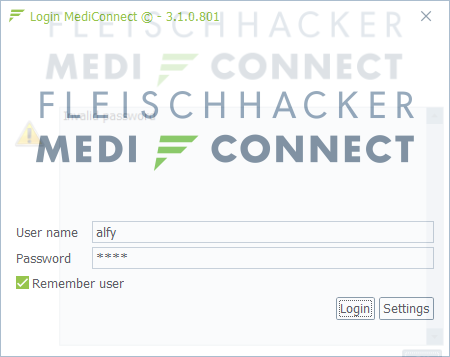 Login MediConnect © - 3.1.0.801
FLEISCHHACKER
MEDI CONNECT
FLEISCHHACKER
Invalid password
MEDI CONNECT
User name alfy
Password ****
Remember user
Login Settings